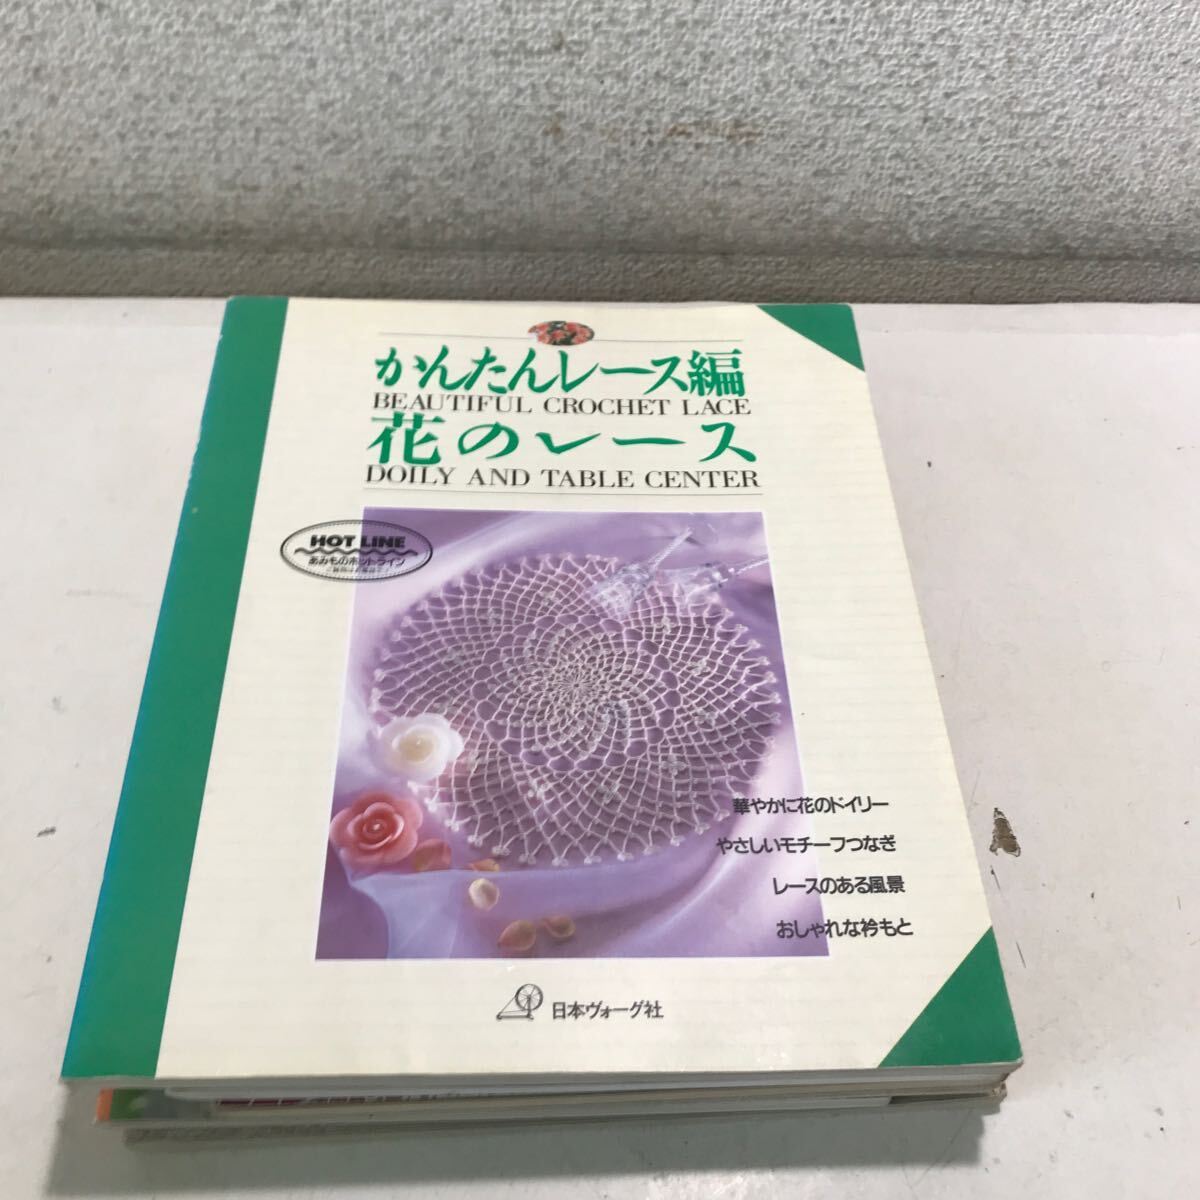 かんたんレース編
BEAUTIFUL CROCHET LACE
花のレース
DOILY AND TABLE CENTER
HOT LINE
あみものホットライン
華やかに花のドイリー
やさしいモチーフつなぎ
レースのある風景
おしゃれな衿もと
日本ヴォーグ社